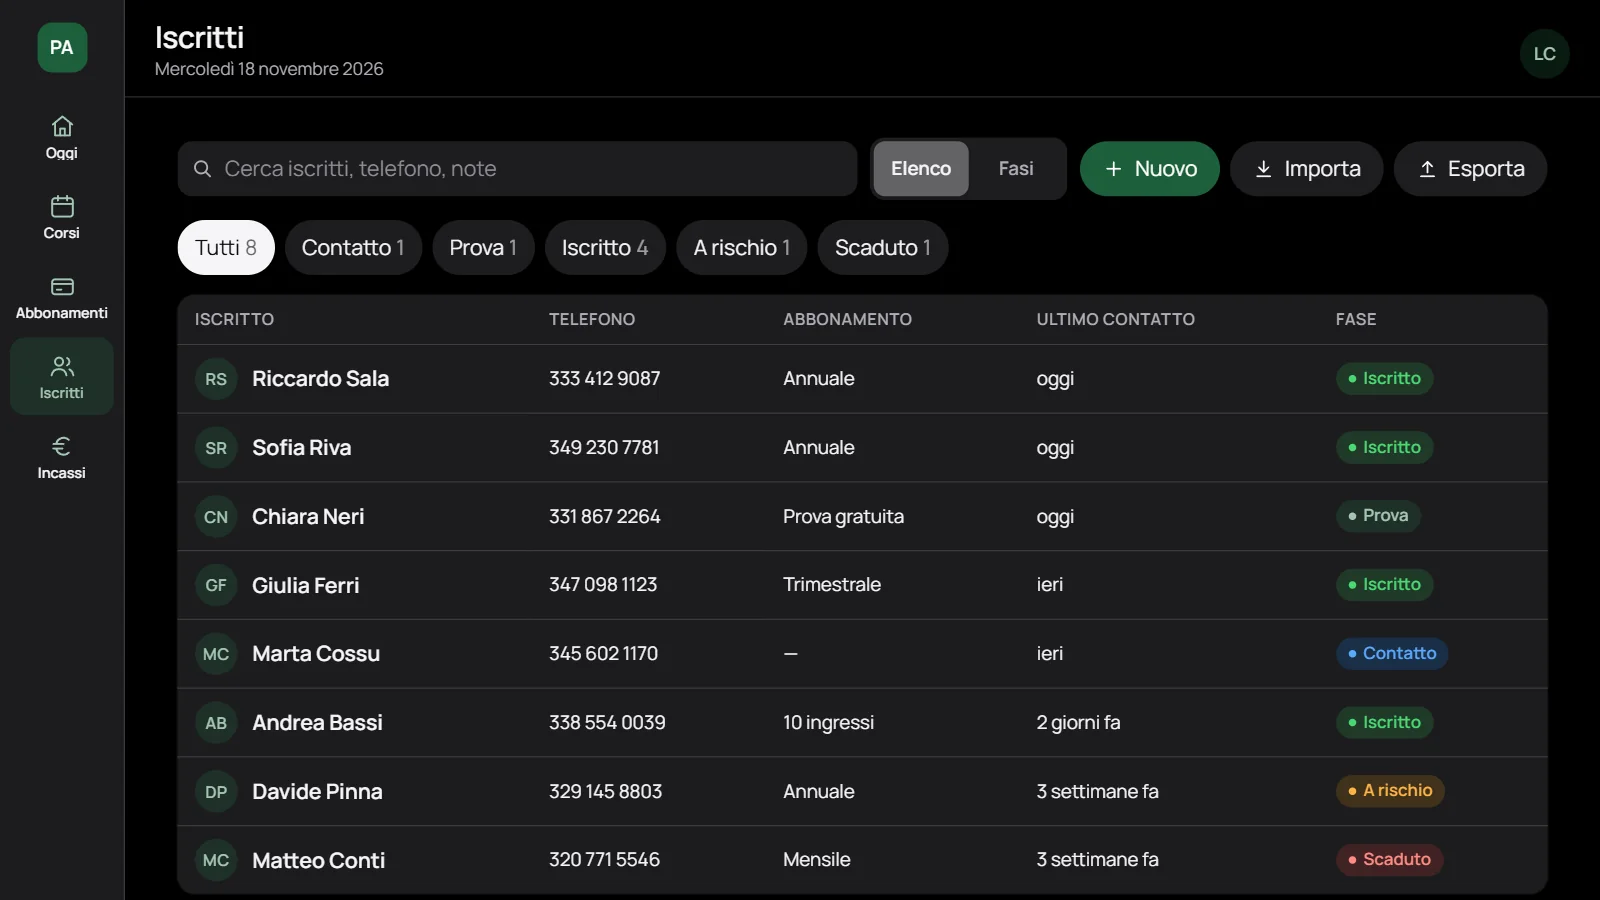 PA
Oggi
Corsi
Abbonamenti
Iscritti
Incassi
Iscritti
Mercoledì 18 novembre 2026
LC
Cerca iscritti, telefono, note
Elenco Fasi
+ Nuovo
Importa
Esporta
Tutti 8 Contatto 1 Prova 1 Iscritto 4 A rischio 1 Scaduto 1
ISCRITTO TELEFONO ABBONAMENTO ULTIMO CONTATTO FASE
RS Riccardo Sala 333 412 9087 Annuale oggi Iscritto
SR Sofia Riva 349 230 7781 Annuale oggi Iscritto
CN Chiara Neri 331 867 2264 Prova gratuita oggi Prova
GF Giulia Ferri 347 098 1123 Trimestrale ieri Iscritto
MC Marta Cossu 345 602 1170 — ieri Contatto
AB Andrea Bassi 338 554 0039 10 ingressi 2 giorni fa Iscritto
DP Davide Pinna 329 145 8803 Annuale 3 settimane fa A rischio
MC Matteo Conti 320 771 5546 Mensile 3 settimane fa Scaduto